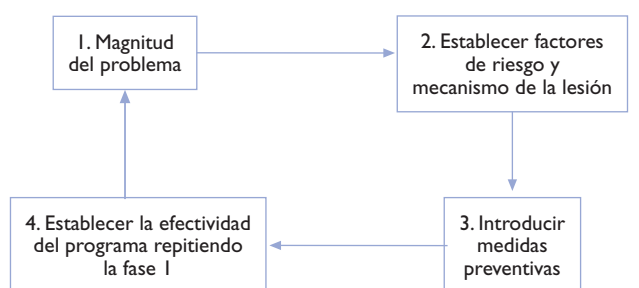 1. Magnitud
del problema
2. Establecer factores
de riesgo y
mecanismo de la lesión
3. Introducir
medidas
preventivas
4. Establecer la efectividad
del programa repitiendo
la fase 1